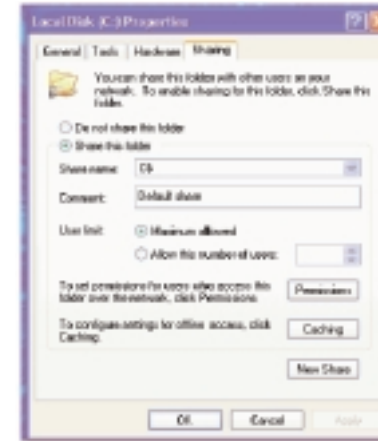 Local Disk (C:) Properties
General Tools Hardware Sharing
You can share this folder with other users on your
network. To enable sharing for this folder, click Share this
folder.
Do not share this folder
Share this folder
Share name: C$
Comment: Default share
User limit: Maximum allowed
Allow this number of users:
To set permissions for users who access this
folder over the network, click Permissions.
Permissions
To configure settings for offline access, click
Caching.
Caching
New Share
OK Cancel Apply